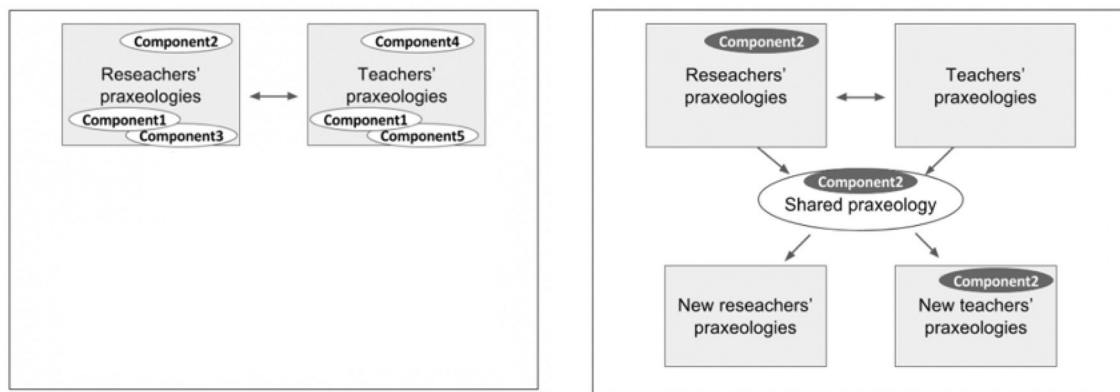 Component2
Reseachers'
praxeologies
Component1
Component3
Component4
Teachers'
praxeologies
Component1
Component5
Component2
Reseachers'
praxeologies
Teachers'
praxeologies
Component2
Shared praxeology
New reseachers'
praxeologies
Component2
New teachers'
praxeologies